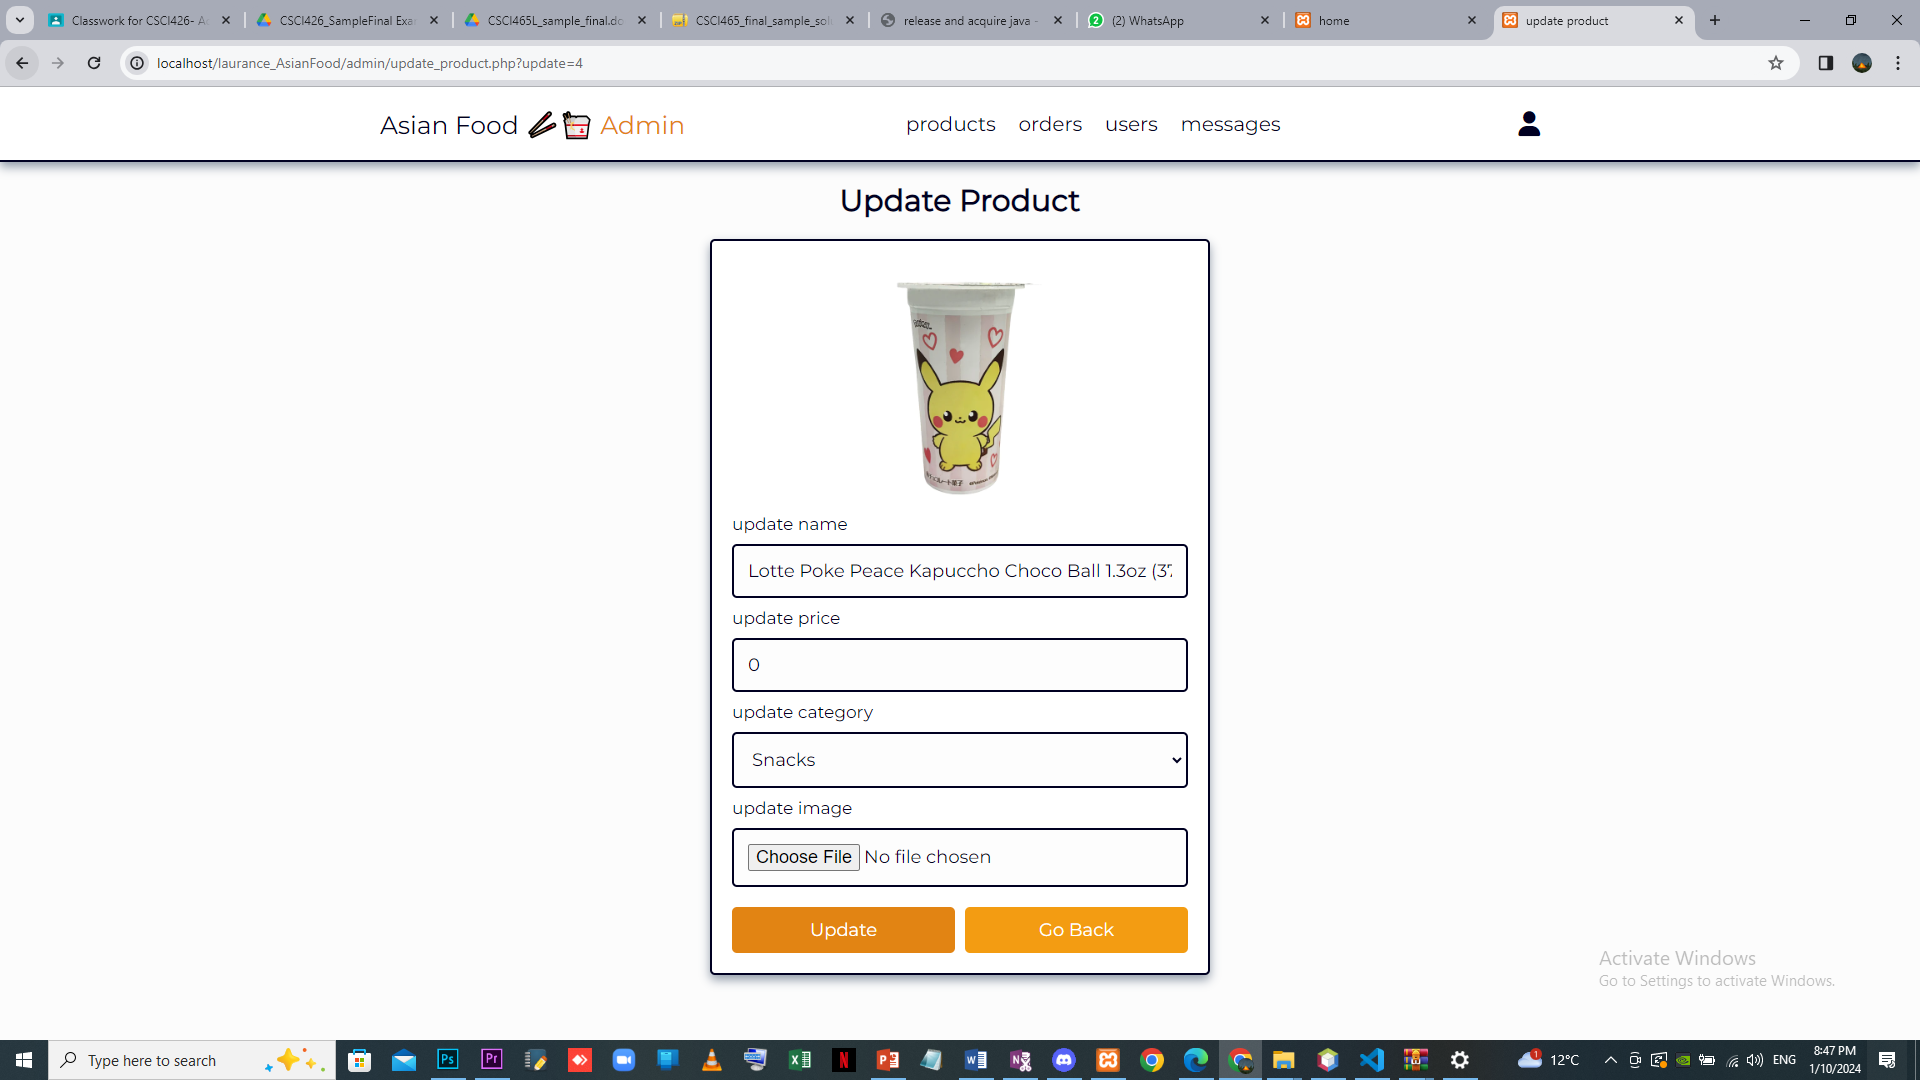 Classwork for CSCI426- A
CSCI426_SampleFinal Exa
CSCI465L_sample_final.do
CSCI465_final_sample_sol
release and acquire java -
(2) WhatsApp
home
update product
localhost/laurance_AsianFood/admin/update_product.php?update=4
Asian Food Admin
products orders users messages
Update Product
update name
Lotte Poke Peace Kapuccho Choco Ball 1.3oz (37
update price
0
update category
Snacks
update image
Choose File No file chosen
Update
Go Back
Activate Windows
Go to Settings to activate Windows.
Type here to search
12°C
ENG
8:47 PM
1/10/2024